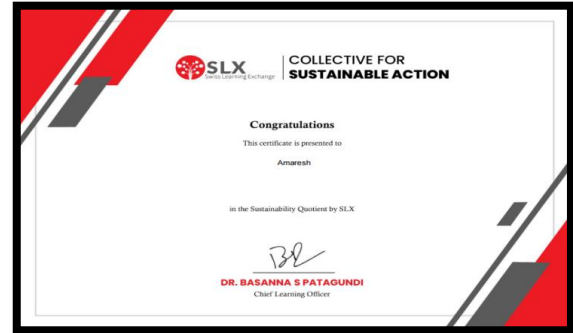 SLX
Swiss Learning Exchange
COLLECTIVE FOR
SUSTAINABLE ACTION
Congratulations
This certificate is presented to
Amaresh
in the Sustainability Quotient by SLX
DR. BASANNA S PATAGUNDI
Chief Learning Officer